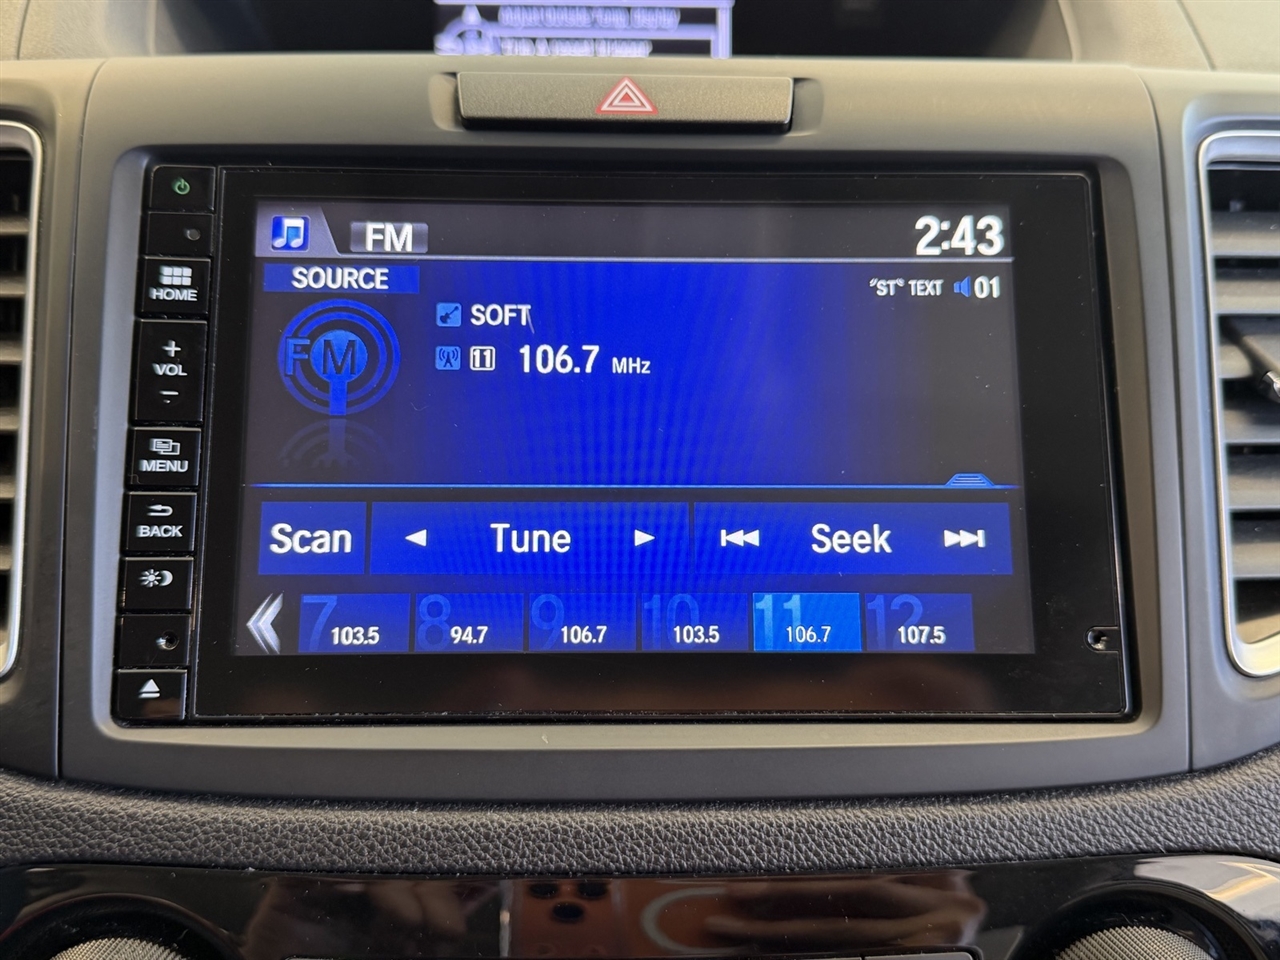 FM
2:43
SOURCE
"ST" TEXT 01
FM
SOFT
11 106.7 MHz
HOME
+
VOL
-
MENU
BACK
Scan Tune Seek
7 103.5
8 94.7
9 106.7
10 103.5
11 106.7
12 107.5